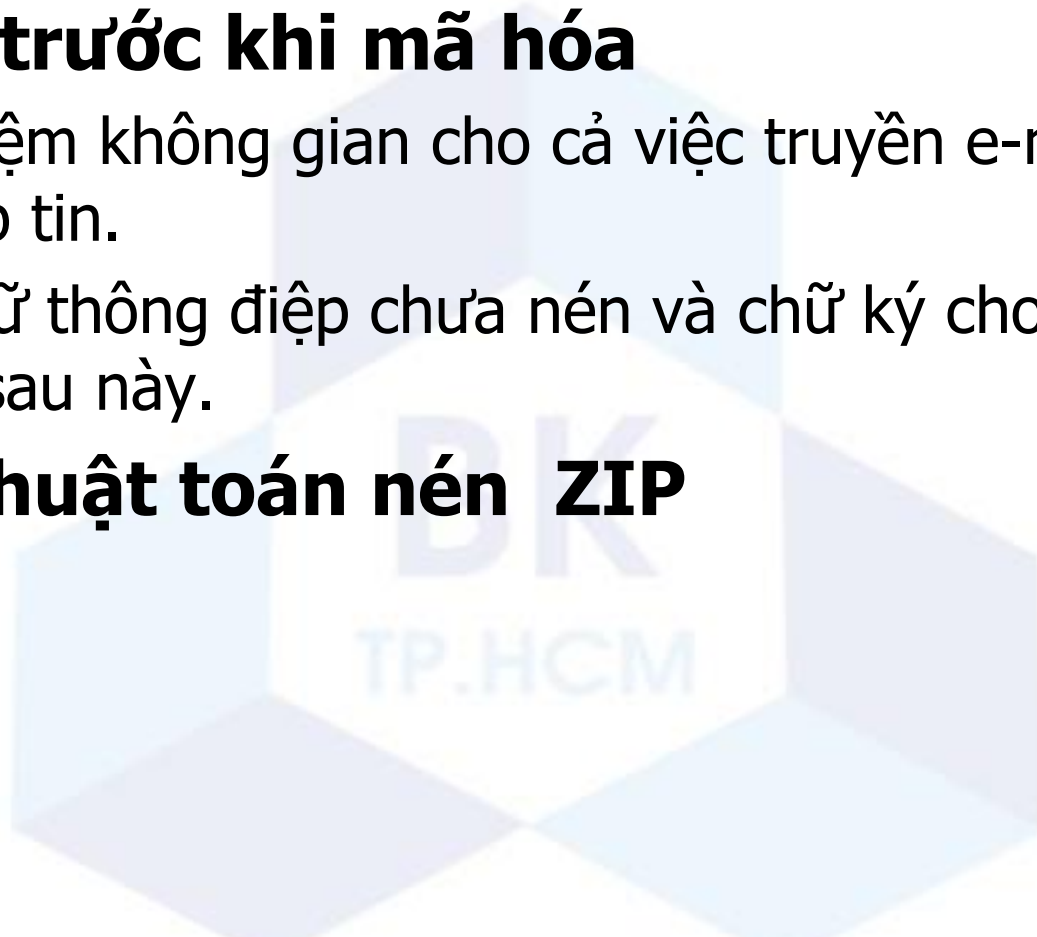 trước khi mã hóa
ệm không gian cho cả việc truyền e-
tin.
ữ thông điệp chưa nén và chữ ký
sau này.
huật toán nén ZIP
BK
TP.HCM